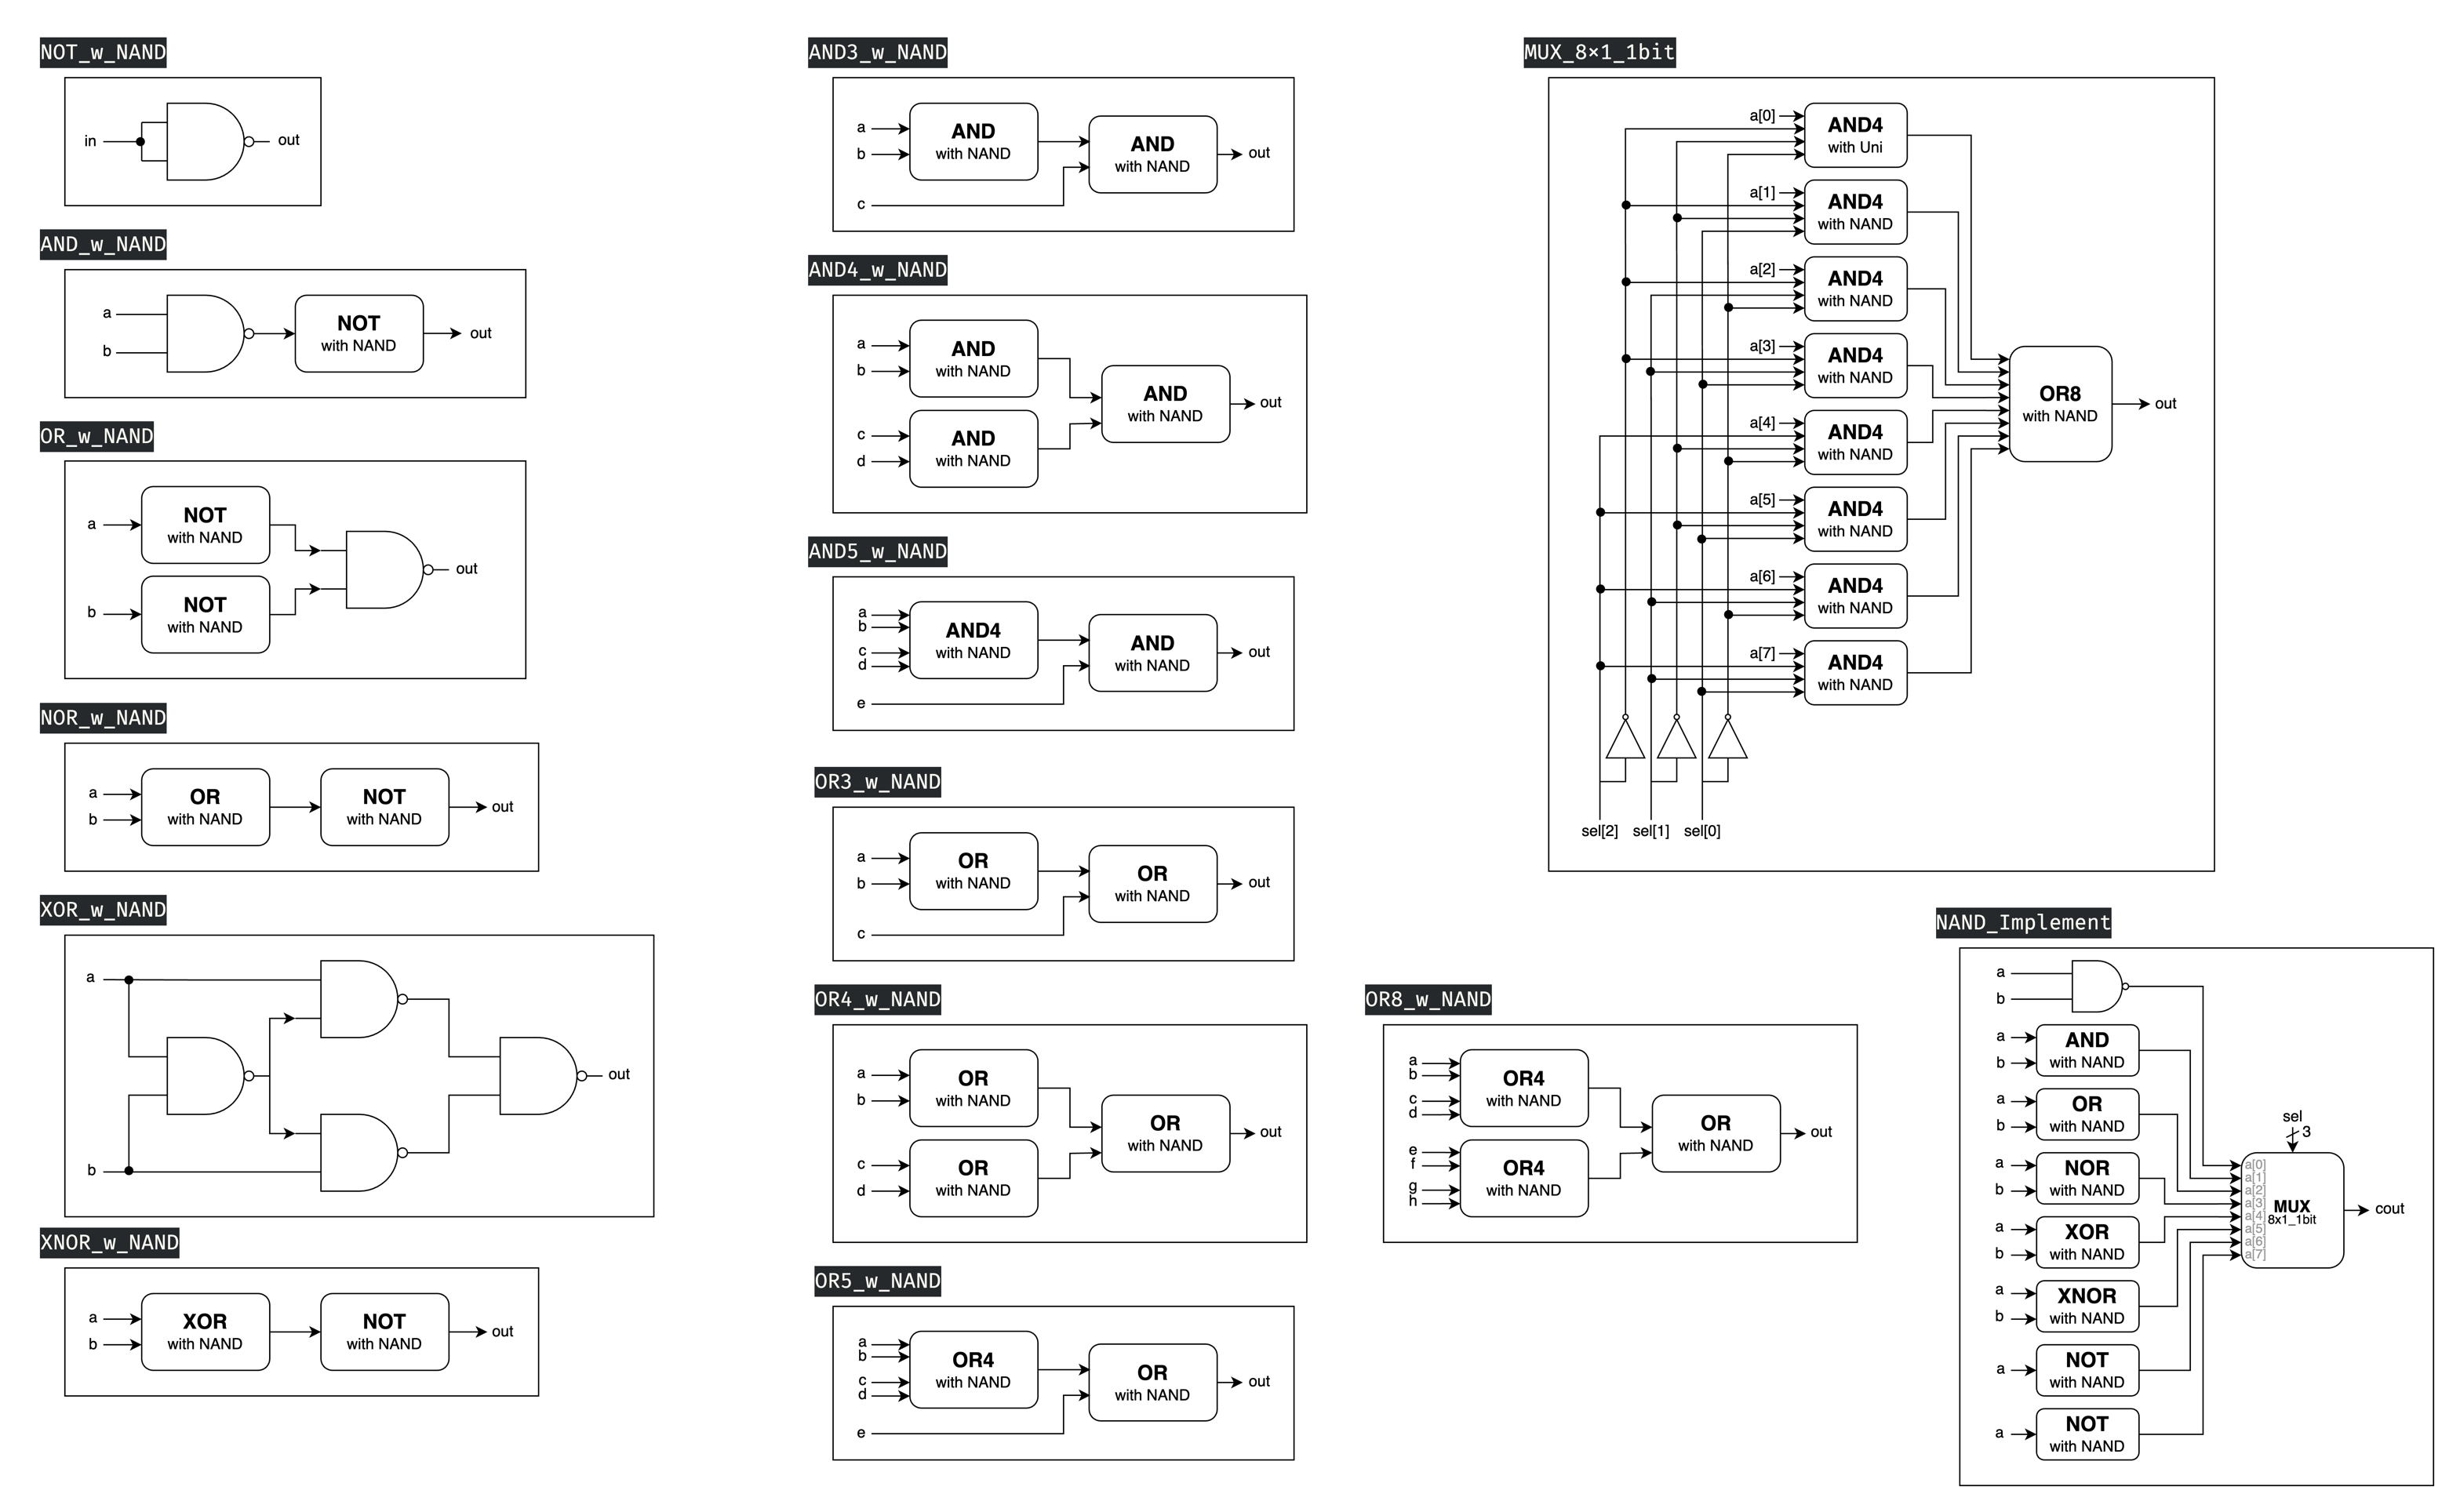 NOT_w_NAND
in
out
AND_w_NAND
a
b
NOT
with NAND
out
OR_w_NAND
a
NOT
with NAND
b
NOT
with NAND
out
NOR_w_NAND
a
b
OR
with NAND
NOT
with NAND
out
XOR_w_NAND
a
b
out
XNOR_w_NAND
a
b
XOR
with NAND
NOT
with NAND
out
AND3_w_NAND
a
b
c
AND
with NAND
AND
with NAND
out
AND4_w_NAND
a
b
AND
with NAND
c
d
AND
with NAND
AND
with NAND
out
AND5_w_NAND
a
b
c
d
e
AND4
with NAND
AND
with NAND
out
OR3_w_NAND
a
b
c
OR
with NAND
OR
with NAND
out
OR4_w_NAND
a
b
OR
with NAND
c
d
OR
with NAND
OR
with NAND
out
OR5_w_NAND
a
b
c
d
e
OR4
with NAND
OR
with NAND
out
OR8_w_NAND
a
b
c
d
OR4
with NAND
e
f
g
h
OR4
with NAND
OR
with NAND
out
MUX_8×1_1bit
a[0]
AND4
with Uni
a[1]
AND4
with NAND
a[2]
AND4
with NAND
a[3]
AND4
with NAND
a[4]
AND4
with NAND
a[5]
AND4
with NAND
a[6]
AND4
with NAND
a[7]
AND4
with NAND
OR8
with NAND
out
sel[2] sel[1] sel[0]
NAND_Implement
a
b
a
b
AND
with NAND
a
b
OR
with NAND
a
b
NOR
with NAND
a
b
XOR
with NAND
a
b
XNOR
with NAND
a
NOT
with NAND
a
NOT
with NAND
sel
3
a[0]
a[1]
a[2]
a[3]
a[4]
a[5]
a[6]
a[7]
MUX
8x1_1bit
cout